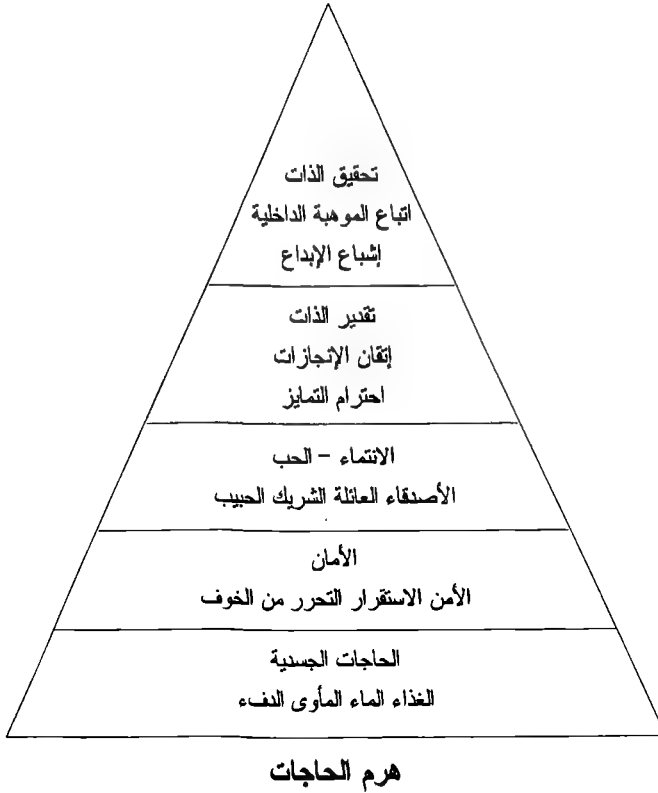 تحقيق الذات
اتباع الموهبة الداخلية
إشباع الإبداع
تقدير الذات
إتقان الإنجازات
احترام التمايز
الانتماء – الحب
الأصدقاء العائلة الشريك الحبيب
الأمان
الأمن الاستقرار التحرر من الخوف
الحاجات الجسدية
الغذاء الماء المأوى الدفء
هرم الحاجات